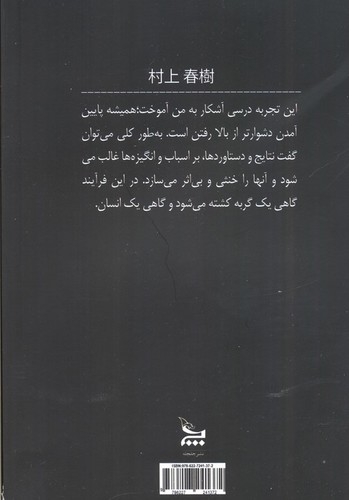 村上 春樹
این تجربه درسی آشکار به من آموخت؛همیشه پایین
آمدن دشوارتر از بالا رفتن است. به‌طور کلی می‌توان
گفت نتایج و دستاوردها، بر اسباب و انگیزه‌ها غالب می
شود و آنها را خنثی و بی‌اثر می‌سازد. در این فرآیند
گاهی یک گربه کشته می‌شود و گاهی یک انسان.